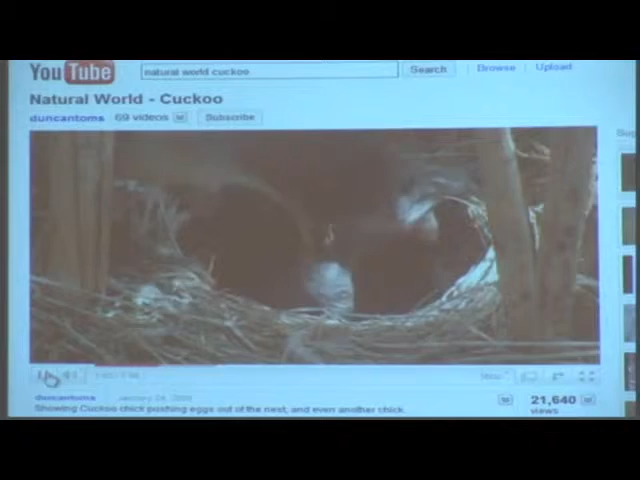 YouTube natural world cuckoo Search Browse Upload
Natural World - Cuckoo
duncantoms 69 videos Subscribe
duncantoms
21,640
Showing Cuckoo chick pushing eggs out of the nest, and even another chick.
views